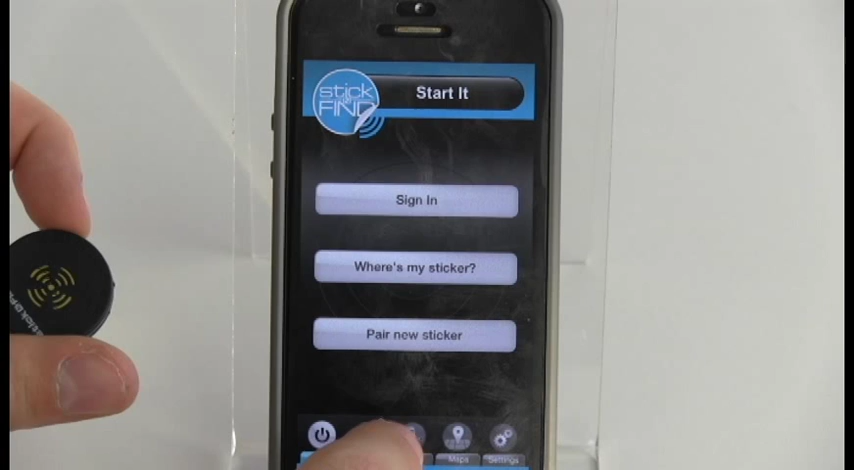 stick
FIND
Start It
Sign In
Where's my sticker?
Pair new sticker
Maps
Settings